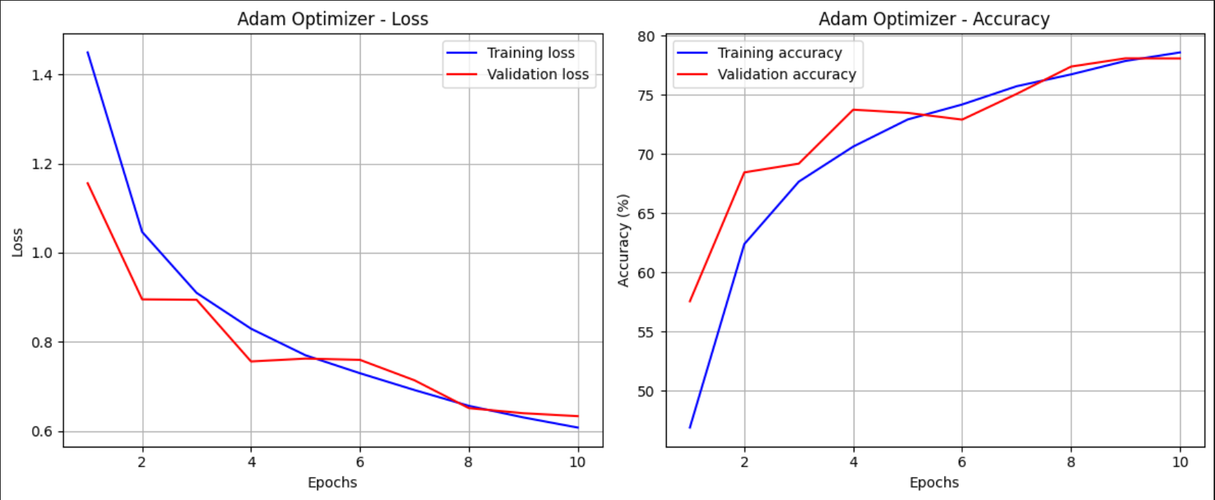 Adam Optimizer - Loss
Training loss
Validation loss
1.4
1.2
1.0
0.8
0.6
Loss
2 4 6 8 10
Epochs
Adam Optimizer - Accuracy
Training accuracy
Validation accuracy
80
75
70
65
60
55
50
Accuracy (%)
2 4 6 8 10
Epochs